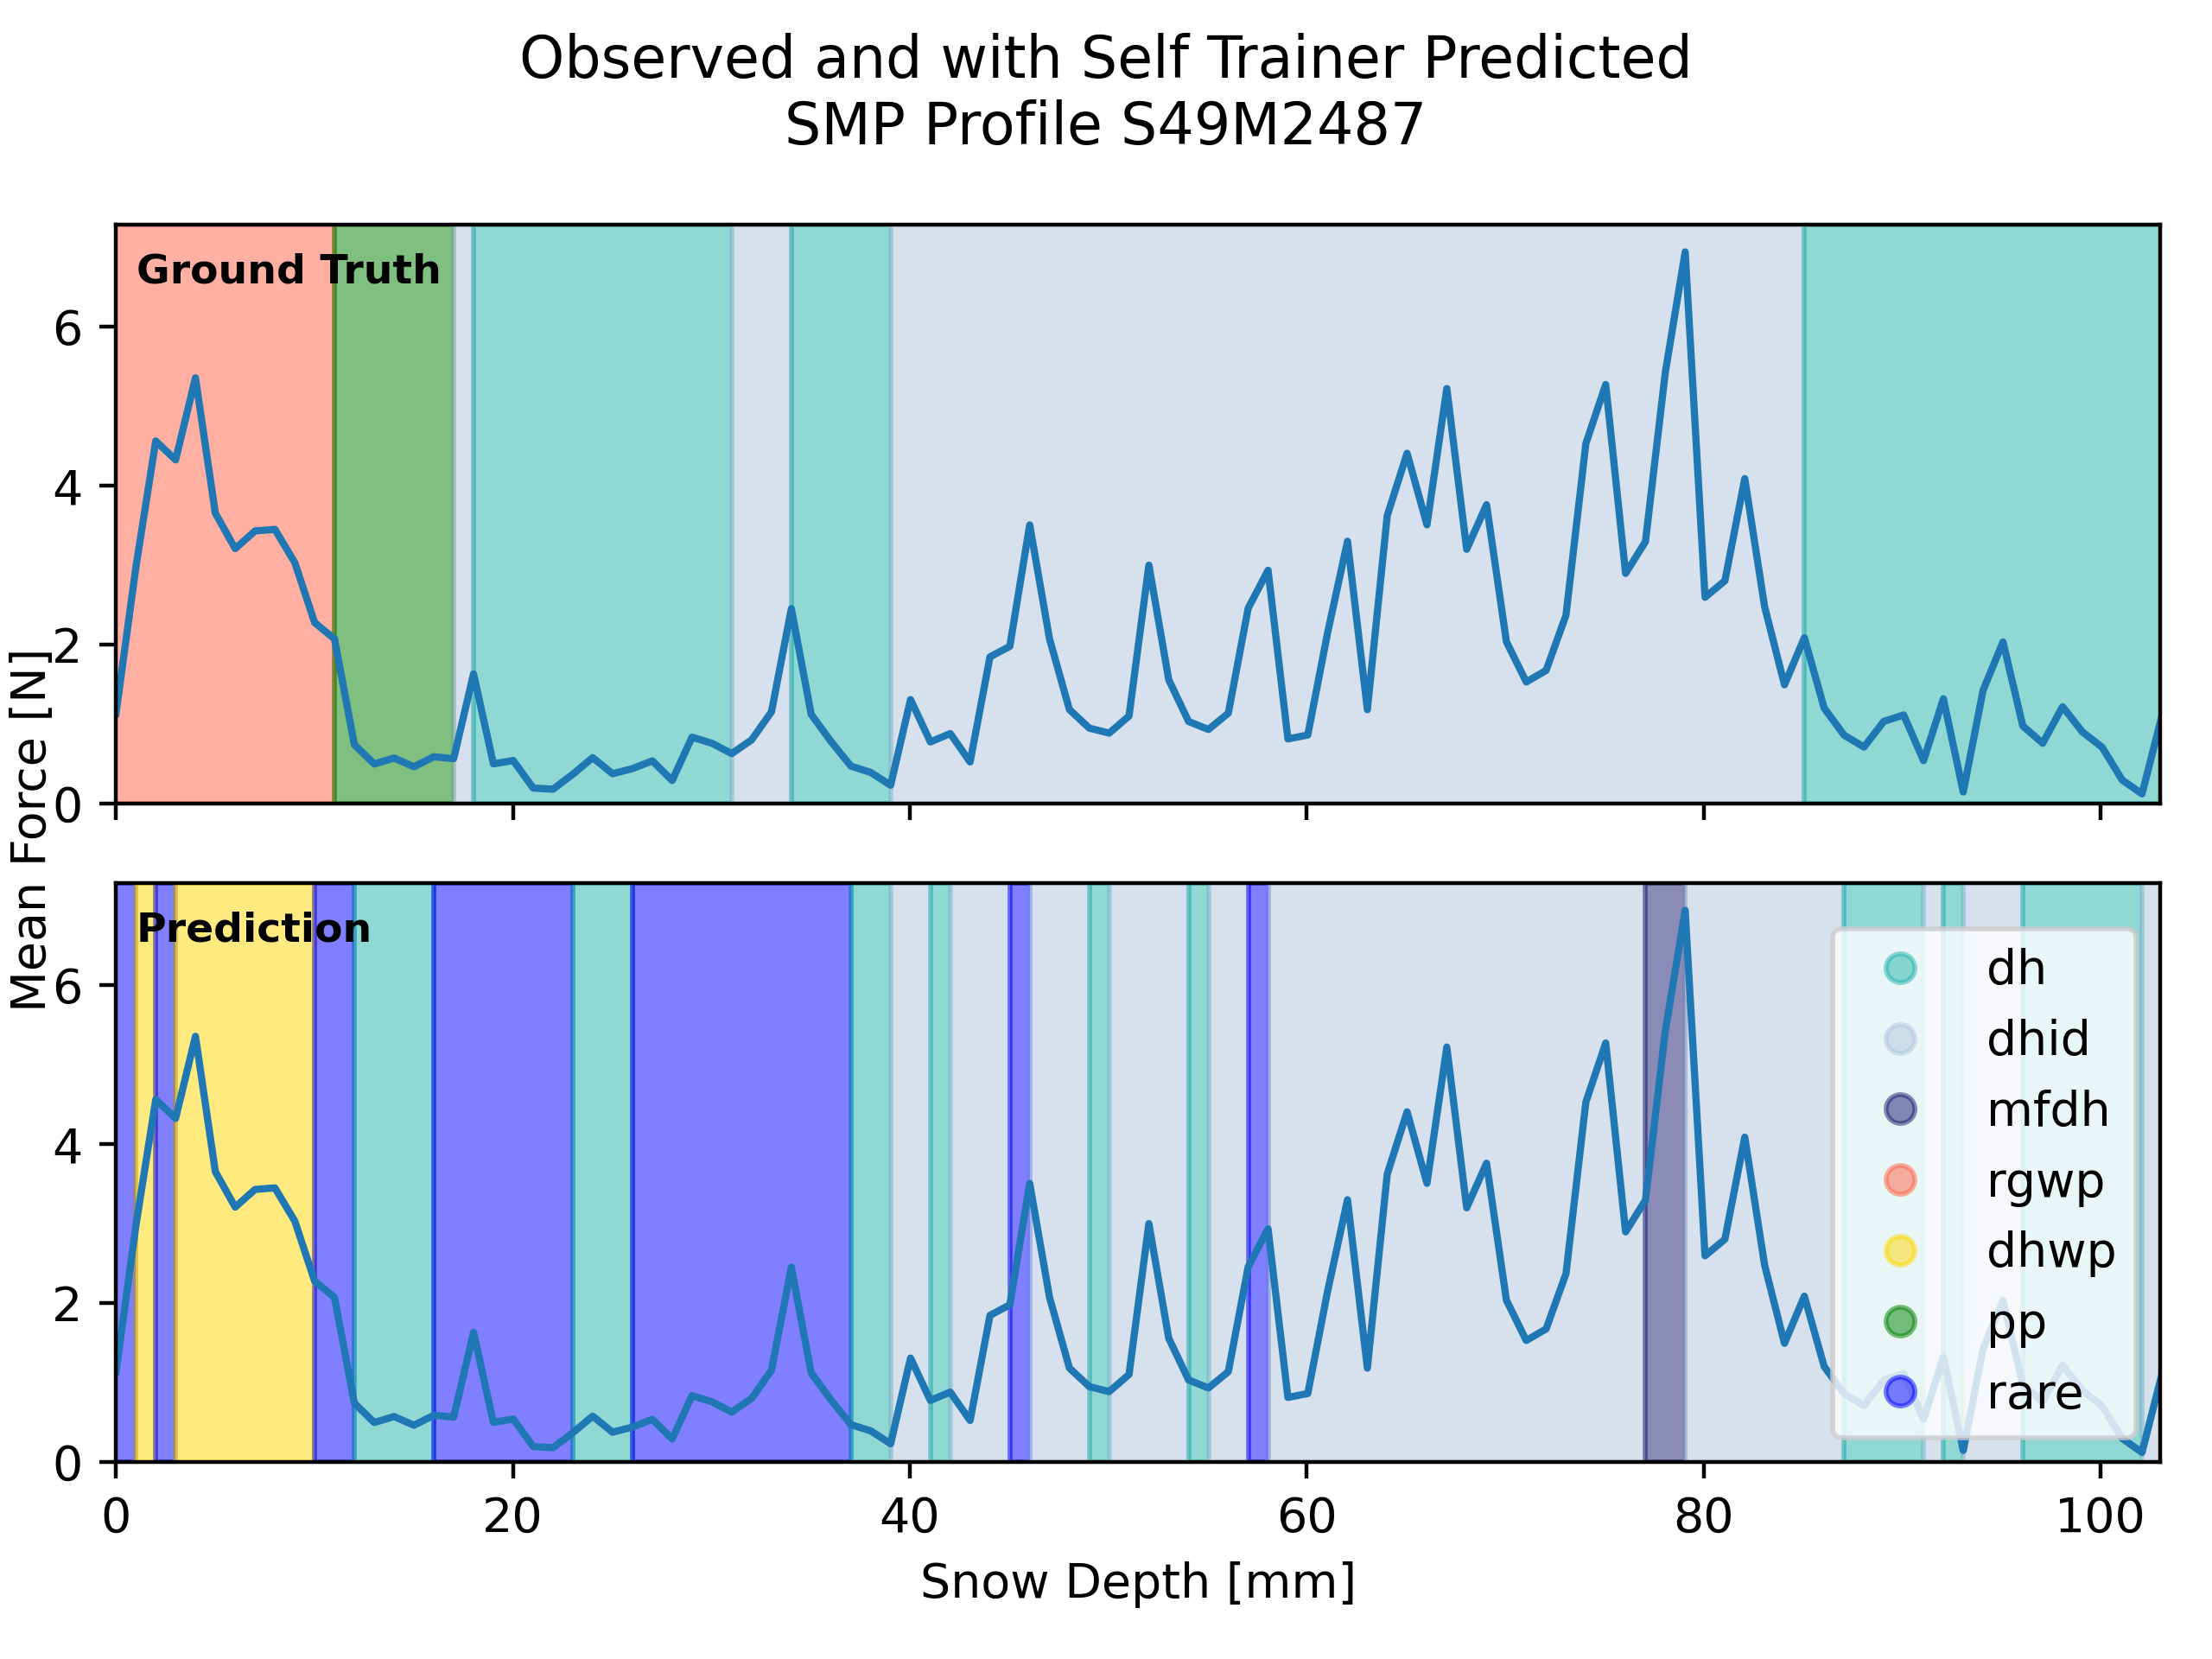 Observed and with Self Trainer Predicted
SMP Profile S49M2487
Mean Force [N]
Ground Truth
6
4
2
0
Prediction
6
4
2
0
dh
dhid
mfdh
rgwp
dhwp
pp
rare
0 20 40 60 80 100
Snow Depth [mm]